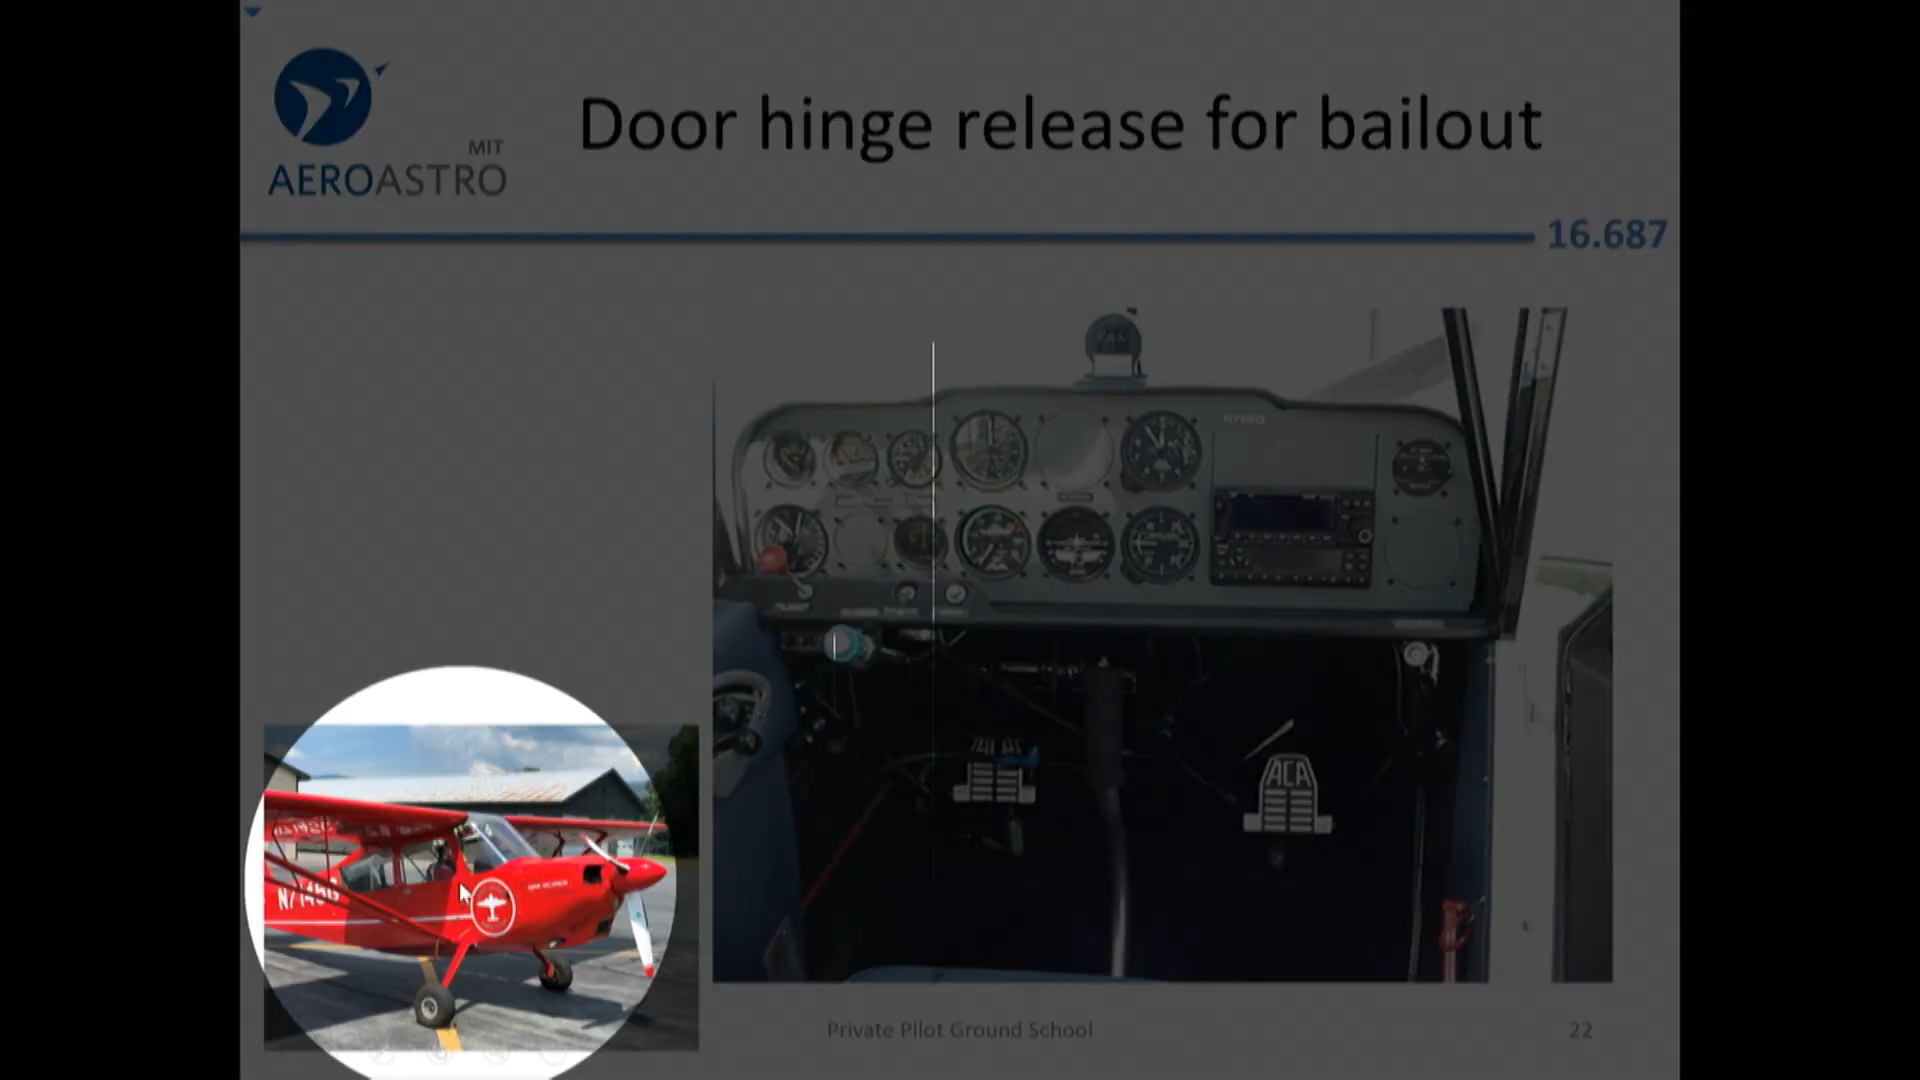 MIT
AEROASTRO
Door hinge release for bailout
16.687
ACA
Private Pilot Ground School
22